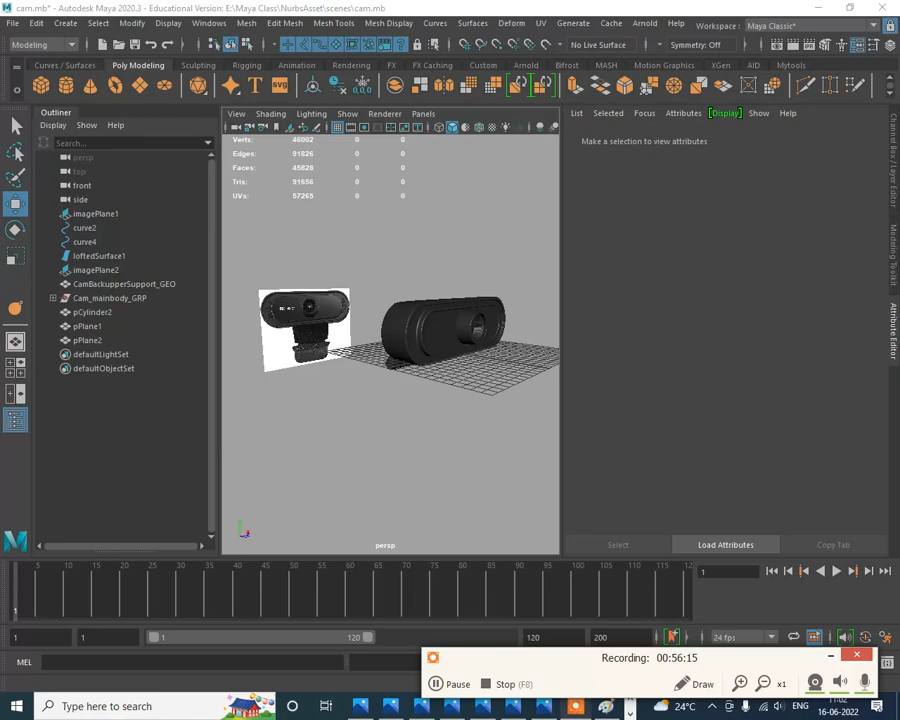 cam.mb* - Autodesk Maya 2020.3 - Educational Version: E:\Maya Class\NurbsAsset\scenes\cam.mb
File Edit Create Select Modify Display Windows Mesh Edit Mesh Mesh Tools Mesh Display Curves Surfaces Deform UV Generate Cache Arnold Help Workspace : Maya Classic*
Modeling No Live Surface Symmetry: Off
Curves / Surfaces Poly Modeling Sculpting Rigging Animation Rendering FX FX Caching Arnold Bifrost MASH Motion Graphics XGen AID Mytools
Outliner
Display Show Help
Search...
persp
top
front
side
imagePlane1
curve2
curve4
loftedSurface1
imagePlane2
CamBackupperSupport_GEO
Cam_mainbody_GRP
pCylinder2
pPlane1
pPlane2
defaultLightSet
defaultObjectSet
View Shading Lighting Show Renderer Panels
Verts: 46002 0 0
Edges: 91826 0 0
Faces: 45828 0 0
Tris: 91656 0 0
UVs: 57265 0 0
persp
List Selected Focus Attributes Display Show Help
Make a selection to view attributes
Select Load Attributes Copy Tab
Channel Box / Layer Editor
Modeling Toolkit
Attribute Editor
5 10 15 20 25 30 35 40 45 50 55 60 65 70 75 80 85 90 95 100 105 110 115 12
1
1
1 1 1 120 120 200 24 fps
MEL
Recording: 00:56:15
Pause Stop (F8) Draw x1
Type here to search
24°C
11:02
16-06-2022